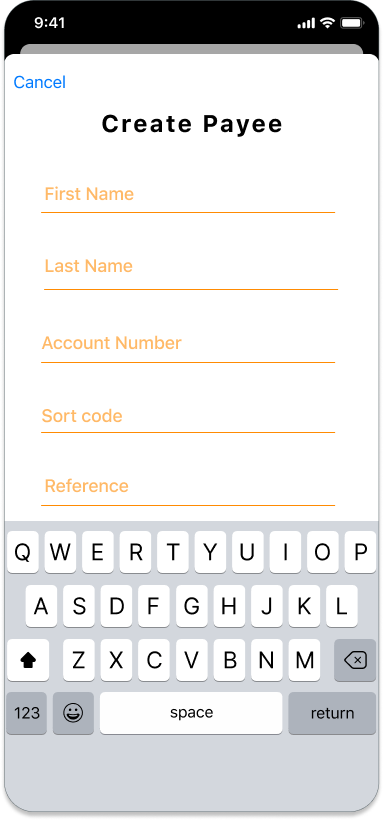 9:41
Cancel
Create Payee
First Name
Last Name
Account Number
Sort code
Reference
Q W E R T Y U I O P
A S D F G H J K L
Z X C V B N M
123 space return